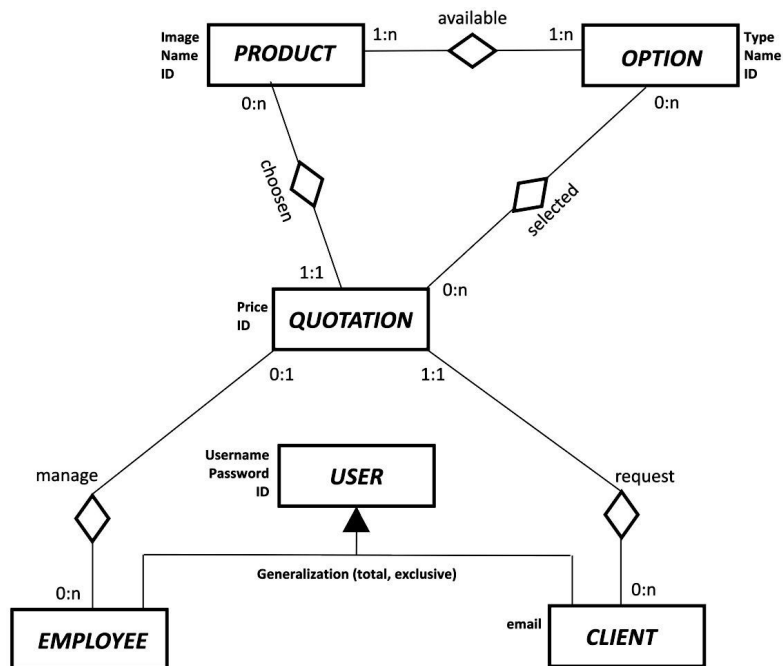 available
Image
Name
ID
PRODUCT
1:n
1:n
OPTION
Type
Name
ID
0:n
0:n
choosen
selected
1:1
0:n
Price
ID
QUOTATION
0:1
1:1
Username
Password
ID
USER
manage
request
Generalization (total, exclusive)
0:n
0:n
EMPLOYEE
email
CLIENT